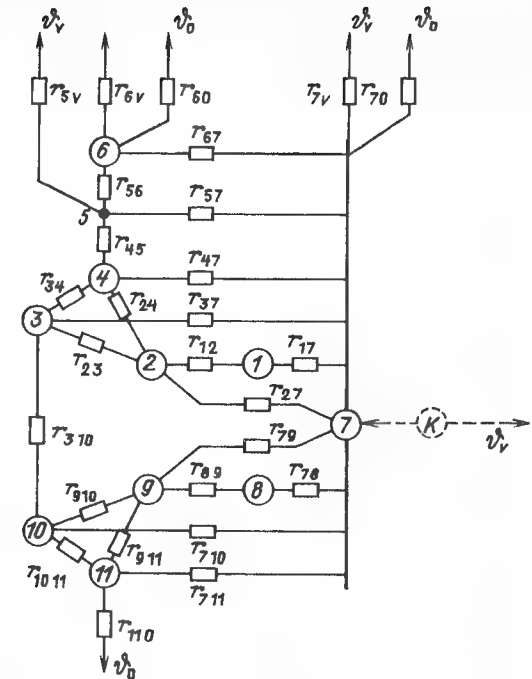 ϑᵥ ϑ₀ ϑᵥ ϑ₀
r₅ᵥ r₆ᵥ r₆₀ r₇ᵥ r₇₀
6 r₆₇
r₅₆
5 r₅₇
r₄₅
4 r₄₇
r₃₄ r₂₄
3 r₃₇
r₂₃ 2 r₁₂ 1 r₁₇
r₂₇
7 K ϑᵥ
r₃ ₁₀ r₇₉
9 r₈₉ 8 r₇₈
r₉₁₀
10 r₉ ₁₁ r₇ ₁₀
r₁₀ ₁₁ 11 r₇ ₁₁
r₁₁ ₀
ϑ₀